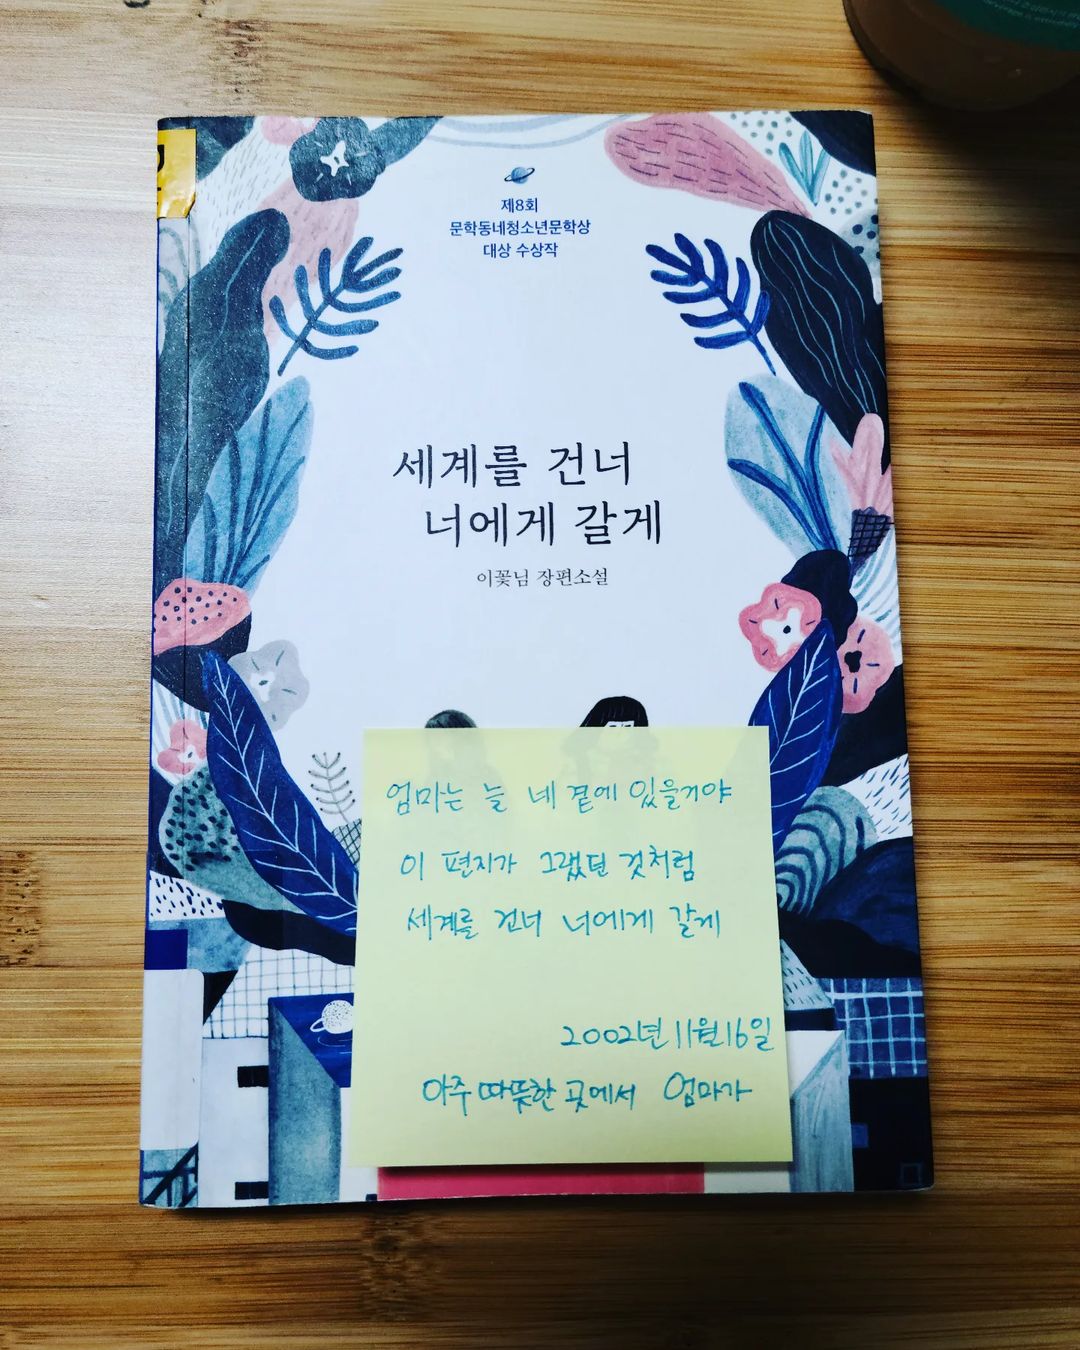 제8회
문학동네청소년문학상
대상 수상작
세계를 건너
너에게 갈게
이꽃님 장편소설
엄마는 늘 네 곁에 있을거야
이 편지가 그랬던 것처럼
세계를 건너 너에게 갈게
2002년 11월 16일
아주 따뜻한 곳에서 엄마가